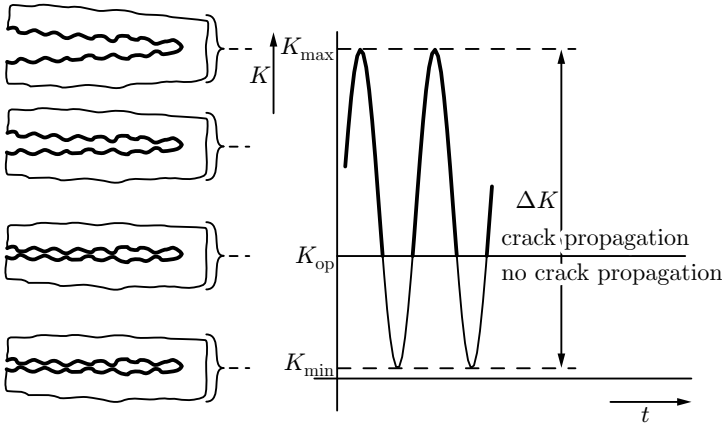 K
K_max
ΔK
crack propagation
K_op
no crack propagation
K_min
t